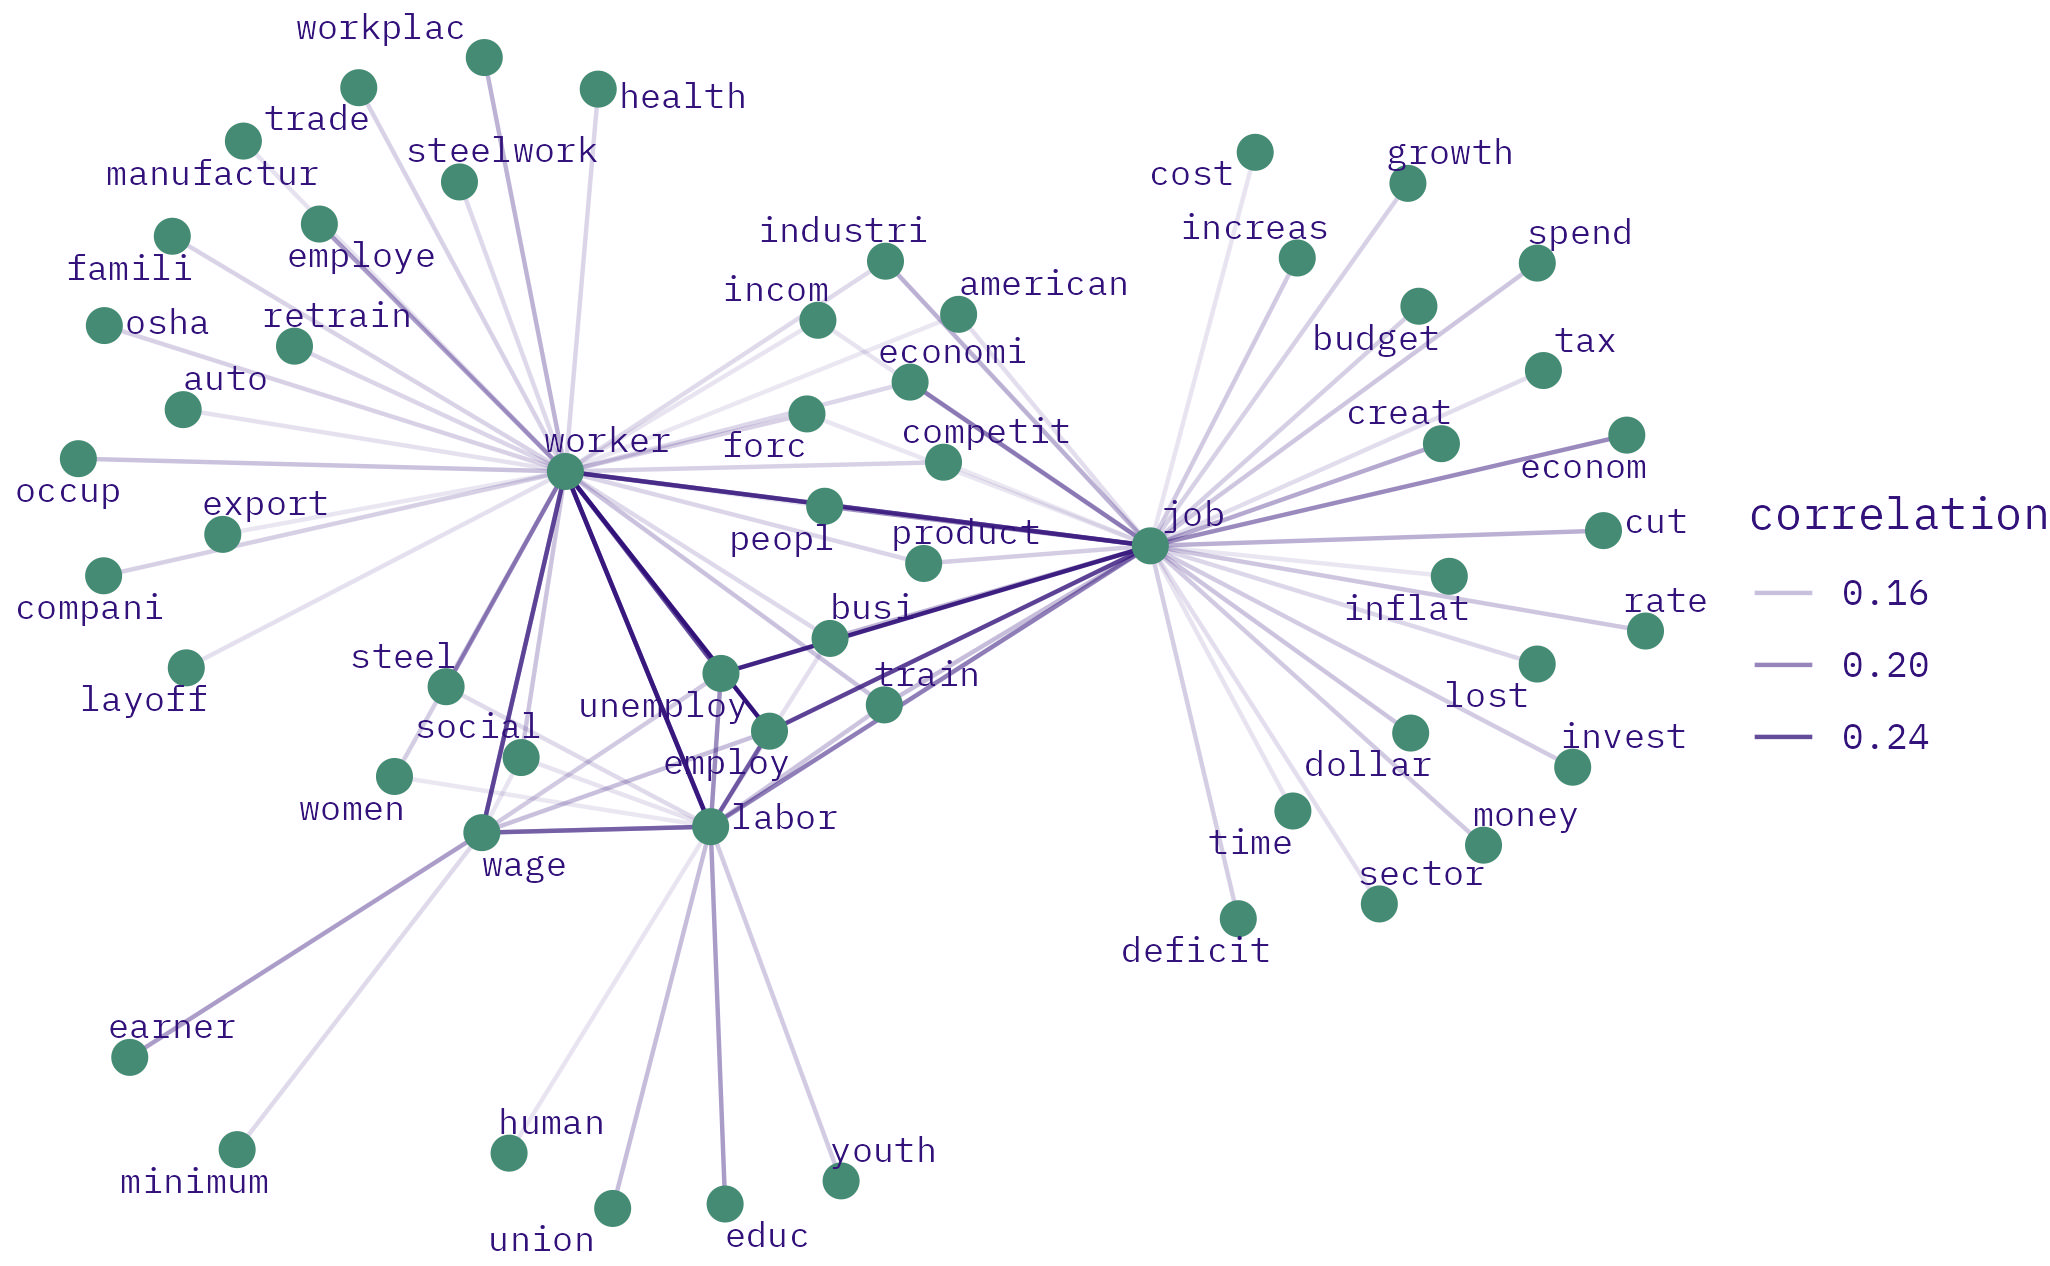 workplac
health
trade
steelwork
manufactur
employe
famili
osha
retrain
auto
worker
occup
export
compani
layoff
industri
incom
american
economi
forc
competit
peopl
product
job
busi
train
unemploy
employ
steel
social
women
wage
labor
earner
minimum
human
union
educ
youth
cost
growth
increas
spend
budget
tax
creat
econom
cut
inflat
rate
lost
dollar
invest
time
money
sector
deficit
correlation
0.16
0.20
0.24